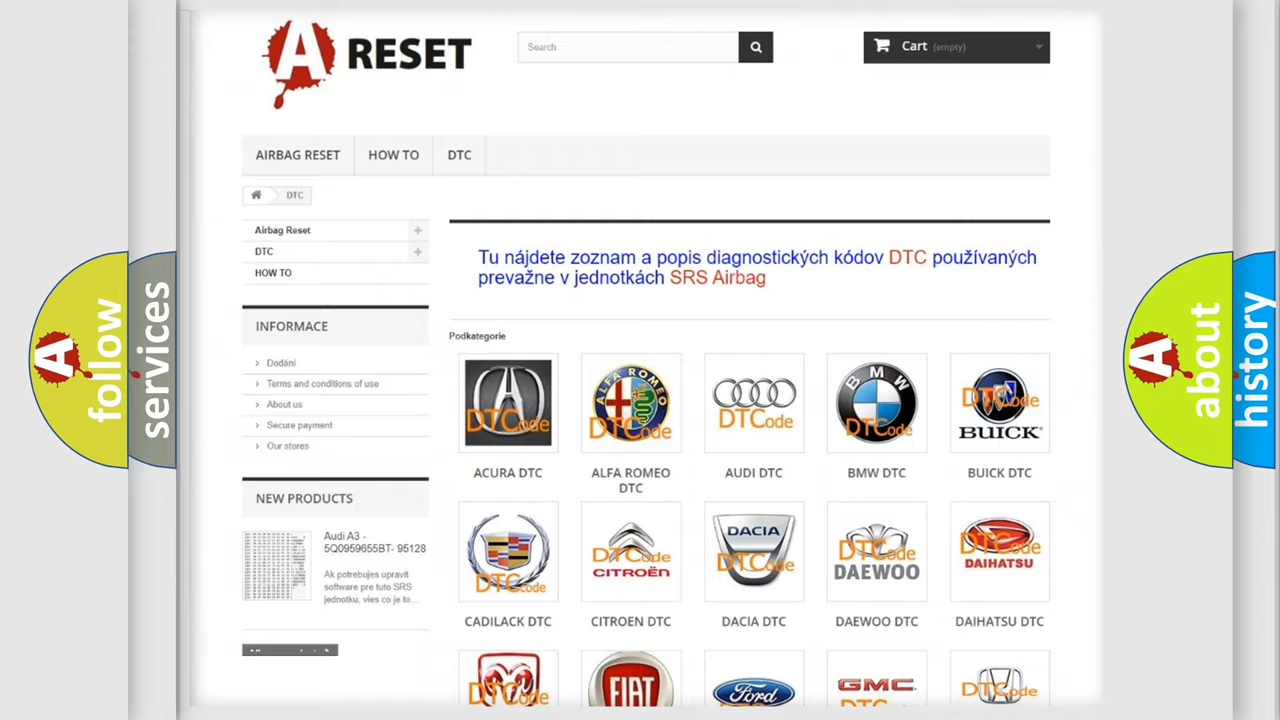 A RESET
Search
Cart (empty)
AIRBAG RESET
HOW TO
DTC
DTC
Airbag Reset
DTC
HOW TO
INFORMACE
Dodání
Terms and conditions of use
About us
Secure payment
Our stores
NEW PRODUCTS
Audi A3 -
5Q0959655BT- 95128
Ak potrebujes upravit
software pre tuto SRS
jednotku, vies co je to...
Tu nájdete zoznam a popis diagnostických kódov DTC používaných
prevažne v jednotkách SRS Airbag
Podkategorie
DTCode
ALFA ROMEO
DTCode
DTCode
BMW
DTCode
DTCode
BUICK
ACURA DTC
ALFA ROMEO
DTC
AUDI DTC
BMW DTC
BUICK DTC
DTCode
DTCode
CITROËN
DACIA
DTCode
DTCode
DAEWOO
DTCode
DAIHATSU
CADILACK DTC
CITROEN DTC
DACIA DTC
DAEWOO DTC
DAIHATSU DTC
DTCode
FIAT
Ford
GMC
DTCode
A follow
services
A about
history